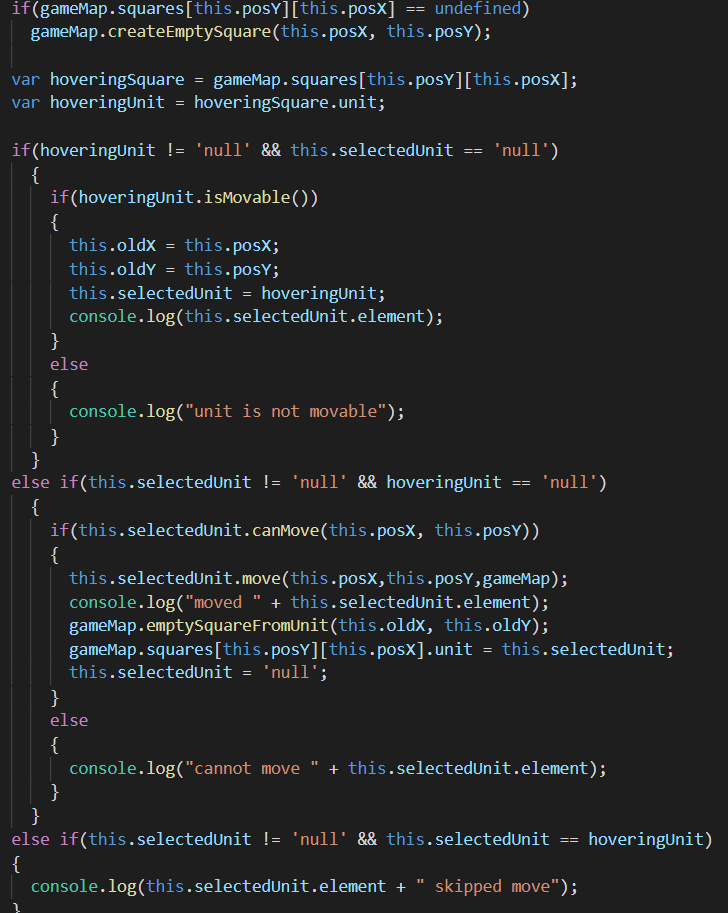 if(gameMap.squares[this.posY][this.posX] == undefined)
  gameMap.createEmptySquare(this.posX, this.posY);

var hoveringSquare = gameMap.squares[this.posY][this.posX];
var hoveringUnit = hoveringSquare.unit;

if(hoveringUnit != 'null' && this.selectedUnit == 'null')
  {
    if(hoveringUnit.isMovable())
    {
      this.oldX = this.posX;
      this.oldY = this.posY;
      this.selectedUnit = hoveringUnit;
      console.log(this.selectedUnit.element);
    }
    else
    {
      console.log("unit is not movable");
    }
  }
else if(this.selectedUnit != 'null' && hoveringUnit == 'null')
  {
    if(this.selectedUnit.canMove(this.posX, this.posY))
    {
      this.selectedUnit.move(this.posX,this.posY,gameMap);
      console.log("moved " + this.selectedUnit.element);
      gameMap.emptySquareFromUnit(this.oldX, this.oldY);
      gameMap.squares[this.posY][this.posX].unit = this.selectedUnit;
      this.selectedUnit = 'null';
    }
    else
    {
      console.log("cannot move " + this.selectedUnit.element);
    }
  }
else if(this.selectedUnit != 'null' && this.selectedUnit == hoveringUnit)
{
  console.log(this.selectedUnit.element + " skipped move");
}